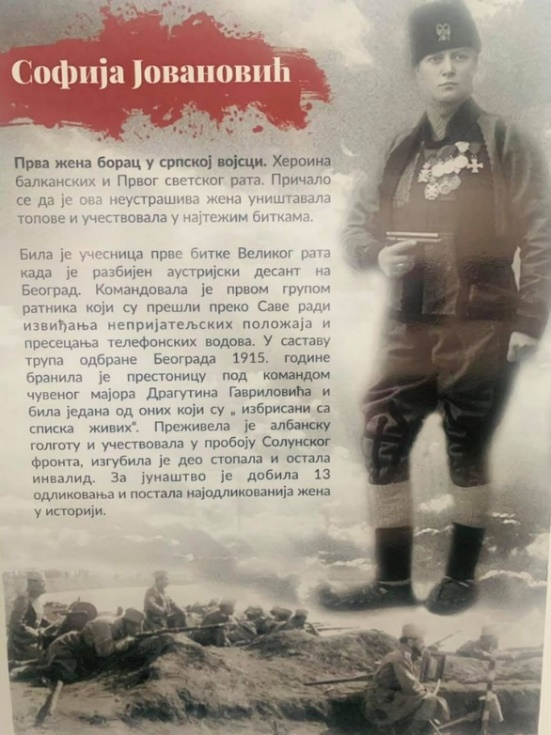 Софија Јовановић
Прва жена борац у српској војсци. Хероина
балканских и Првог светског рата. Причало
се да је ова неустрашива жена уништавала
топове и учествовала у најтежим биткама.
Била је учесница прве битке Великог рата
када је разбијен аустријски десант на
Београд. Командовала је првом групом
ратника који су прешли преко Саве ради
извиђања непријатељских положаја и
пресецања телефонских водова. У саставу
трупа одбране Београда 1915. године
бранила је престоницу под командом
чувеног мајора Драгутина Гавриловића и
била једана од оних који су „ избрисани са
списка живих“. Преживела је албанску
голготу и учествовала у пробоју Солунског
фронта, изгубила је део стопала и остала
инвалид. За јунаштво је добила 13
одликовања и постала најодликованија жена
у историји.